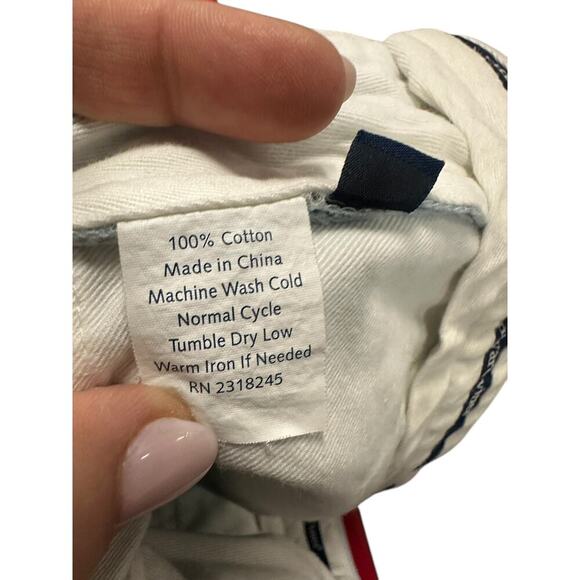 100% Cotton
Made in China
Machine Wash Cold
Normal Cycle
Tumble Dry Low
Warm Iron If Needed
RN 2318245